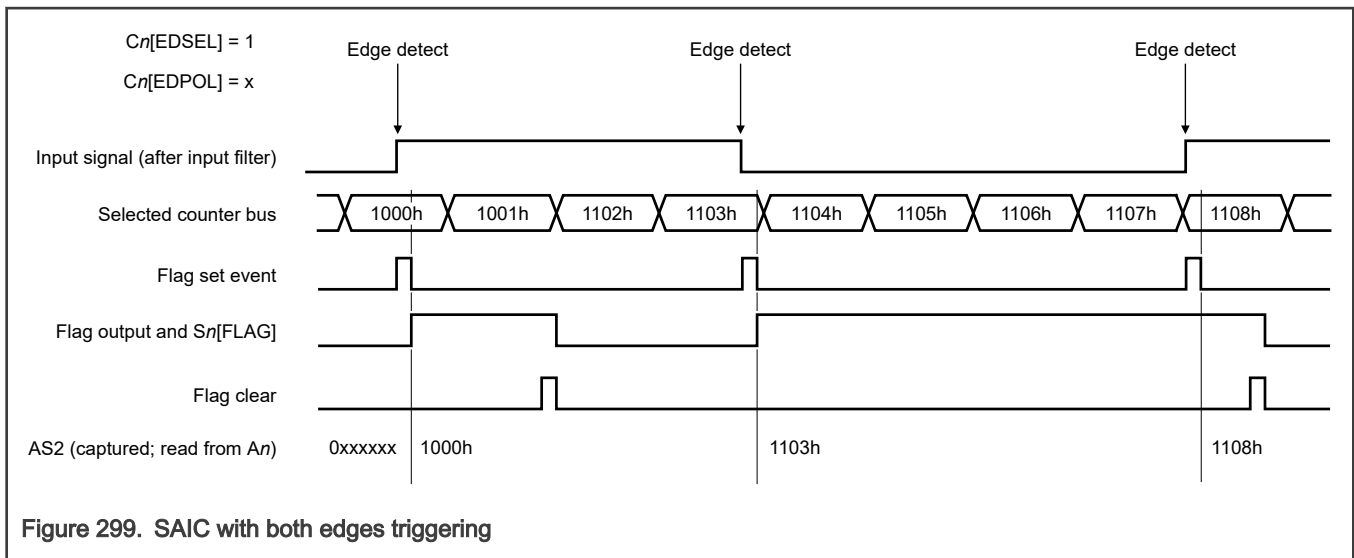 Cn[EDSEL] = 1
Cn[EDPOL] = x
Edge detect
Edge detect
Edge detect
Input signal (after input filter)
Selected counter bus
1000h 1001h 1102h 1103h 1104h 1105h 1106h 1107h 1108h
Flag set event
Flag output and Sn[FLAG]
Flag clear
AS2 (captured; read from An) 0xxxxxx 1000h 1103h 1108h
Figure 299. SAIC with both edges triggering